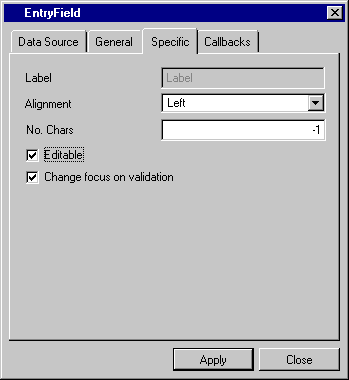 EntryField
Data Source General Specific Callbacks
Label Label
Alignment Left
No. Chars -1
Editable
Change focus on validation
Apply Close